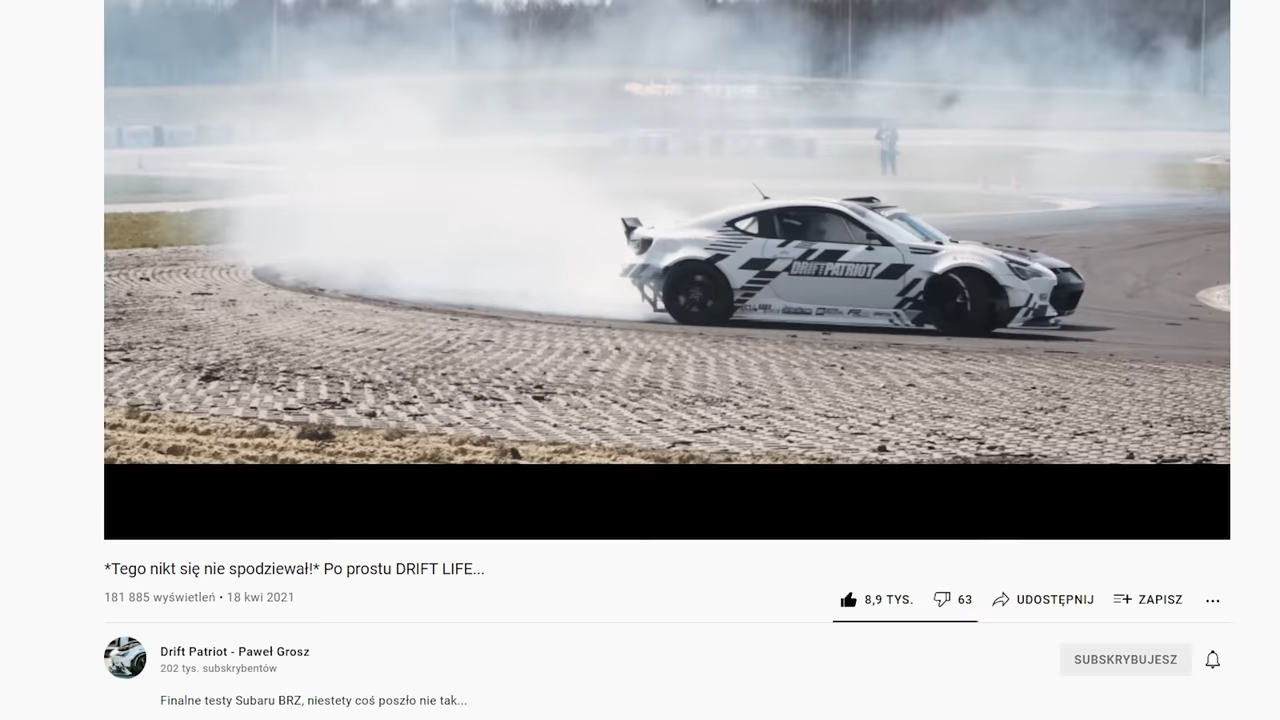 DRIFT PATRIOT
*Tego nikt się nie spodziewał!* Po prostu DRIFT LIFE...
181 885 wyświetleń • 18 kwi 2021
8,9 TYS.
63
UDOSTĘPNIJ
ZAPISZ
Drift Patriot - Paweł Grosz
202 tys. subskrybentów
SUBSKRYBUJESZ
Finalne testy Subaru BRZ, niestety coś poszło nie tak...